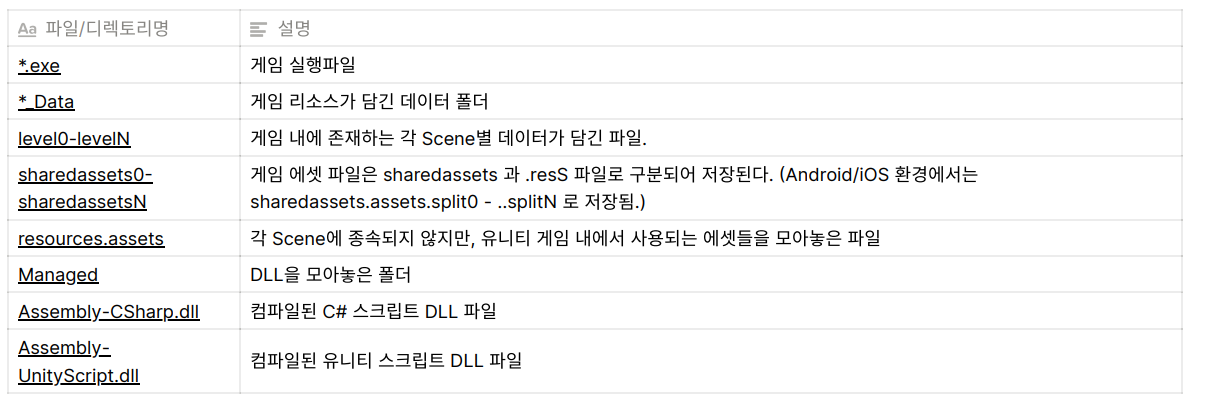 Aa 파일/디렉토리명
설명
*.exe
게임 실행파일
*_Data
게임 리소스가 담긴 데이터 폴더
level0-levelN
게임 내에 존재하는 각 Scene별 데이터가 담긴 파일.
sharedassets0-
sharedassetsN
게임 에셋 파일은 sharedassets 과 .resS 파일로 구분되어 저장된다. (Android/iOS 환경에서는
sharedassets.assets.split0 - ..splitN 로 저장됨.)
resources.assets
각 Scene에 종속되지 않지만, 유니티 게임 내에서 사용되는 에셋들을 모아놓은 파일
Managed
DLL을 모아놓은 폴더
Assembly-CSharp.dll
컴파일된 C# 스크립트 DLL 파일
Assembly-
UnityScript.dll
컴파일된 유니티 스크립트 DLL 파일